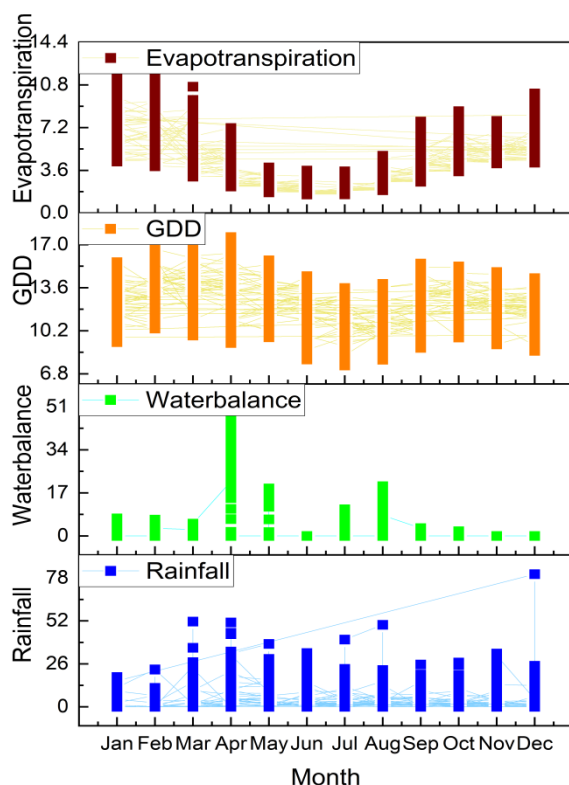 Evapotranspiration
14.4
10.8
7.2
3.6
0.0
Evapotranspiration
GDD
17.0
13.6
10.2
6.8
GDD
Waterbalance
51
34
17
0
Waterbalance
Rainfall
78
52
26
0
Rainfall
Jan Feb Mar Apr May Jun Jul Aug Sep Oct Nov Dec
Month